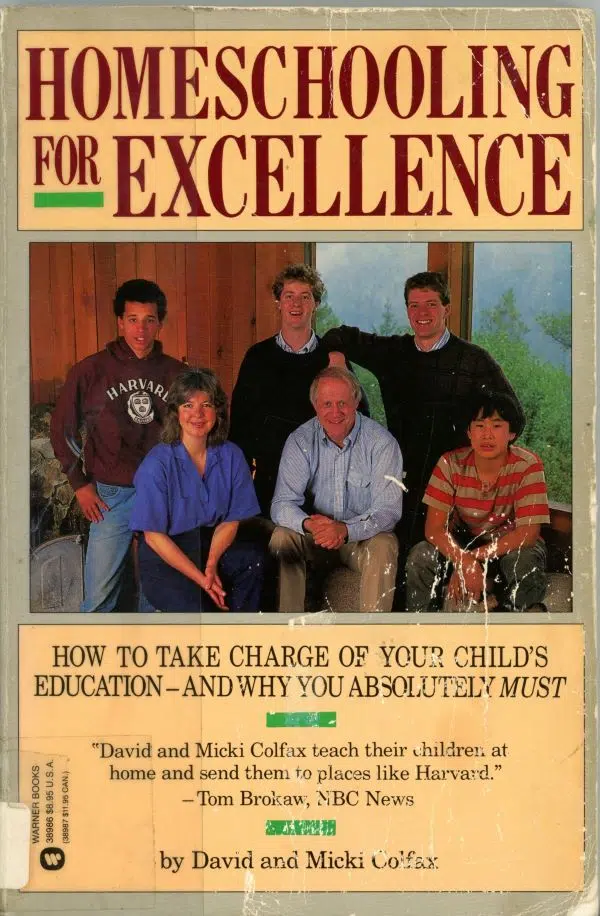 HOMESCHOOLING
FOR EXCELLENCE
HARVARD
HOW TO TAKE CHARGE OF YOUR CHILD'S
EDUCATION—AND WHY YOU ABSOLUTELY MUST
"David and Micki Colfax teach their children at
home and send them to places like Harvard."
—Tom Brokaw, NBC News
by David and Micki Colfax
WARNER BOOKS
38986 $8.95 U.S.A.
(38987 $11.95 CAN.)